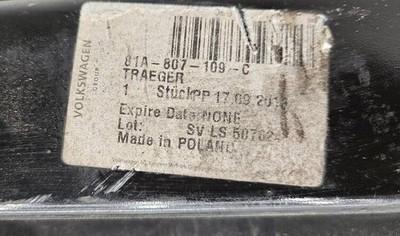 VOLKSWAGEN
GROUP
81A-807-109-C
TRAEGER
1 Stück PP 17.09.201
Expire Date:NONE
Lot: SV LS 50762
Made in POLAND